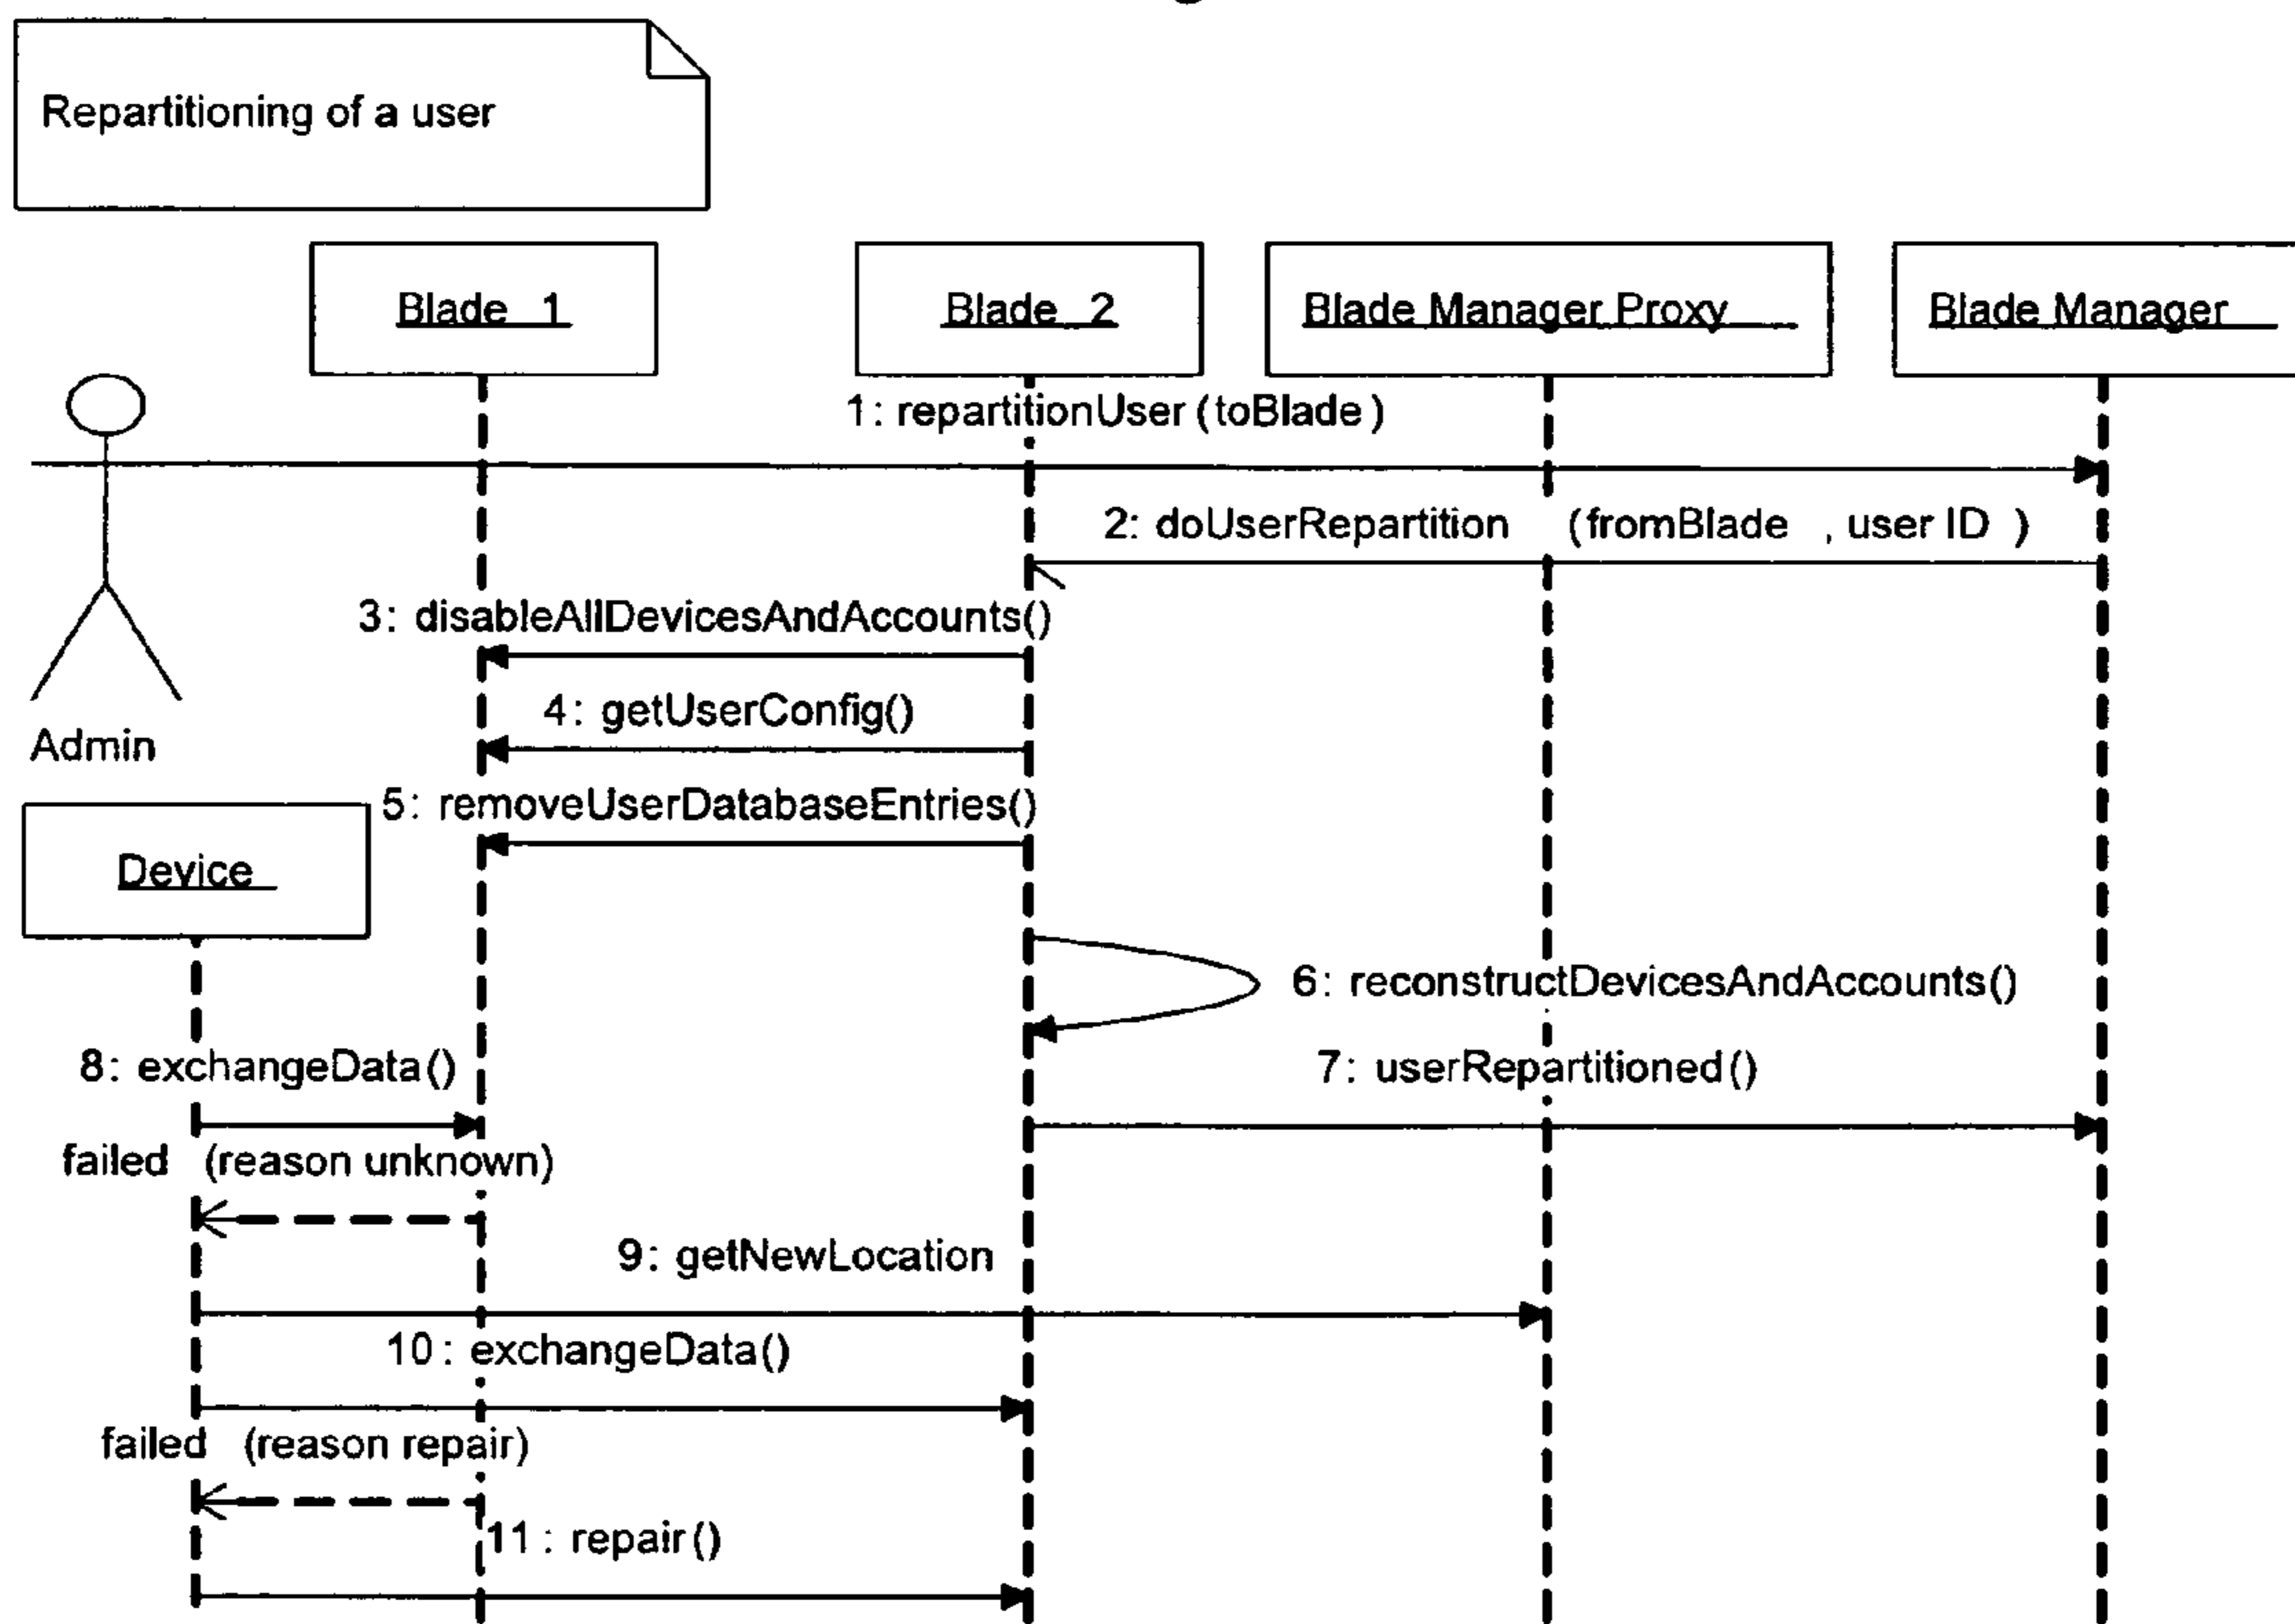 Repartitioning of a user
Blade 1
Blade 2
Blade Manager Proxy
Blade Manager
1: repartitionUser (toBlade )
2: doUserRepartition (fromBlade , user ID )
3: disableAllDevicesAndAccounts()
4: getUserConfig()
Admin
5: removeUserDatabaseEntries()
Device
6: reconstructDevicesAndAccounts()
8: exchangeData()
7: userRepartitioned()
failed (reason unknown)
9: getNewLocation
10: exchangeData()
failed (reason repair)
11: repair()